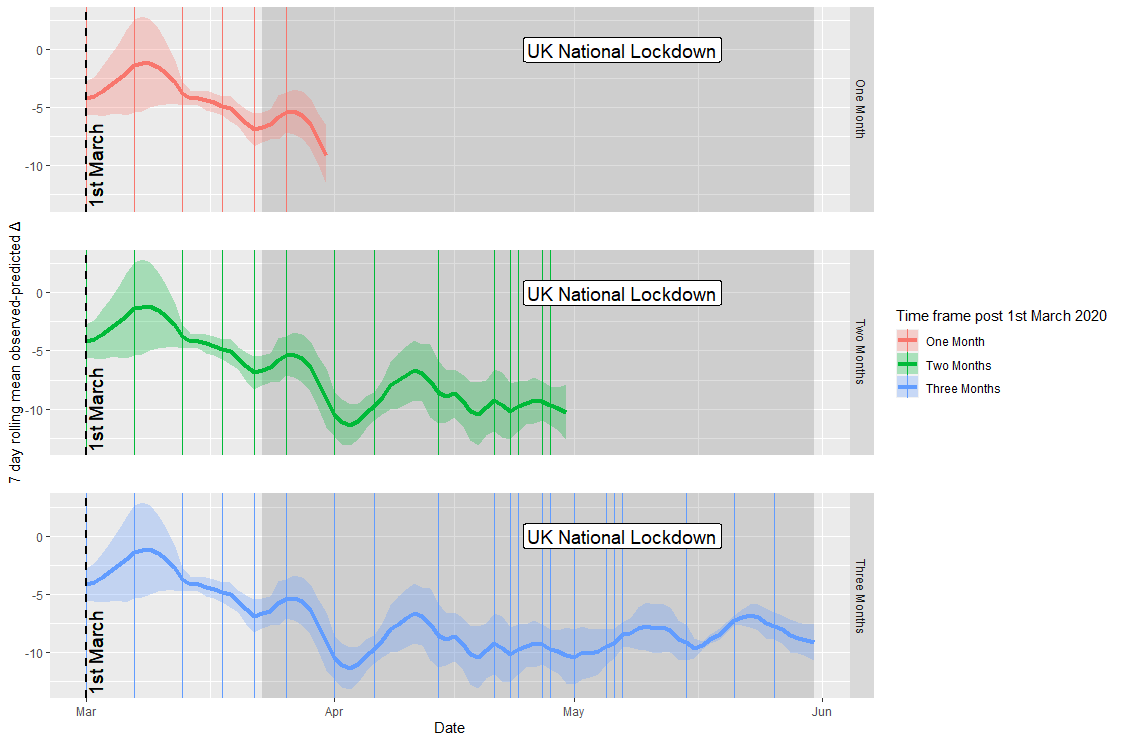 0
-5
-10
1st March
UK National Lockdown
One Month
0
-5
-10
1st March
UK National Lockdown
Two Months
0
-5
-10
1st March
UK National Lockdown
Three Months
Mar
Apr
May
Jun
Date
7 day rolling mean observed-predicted Δ
Time frame post 1st March 2020
One Month
Two Months
Three Months